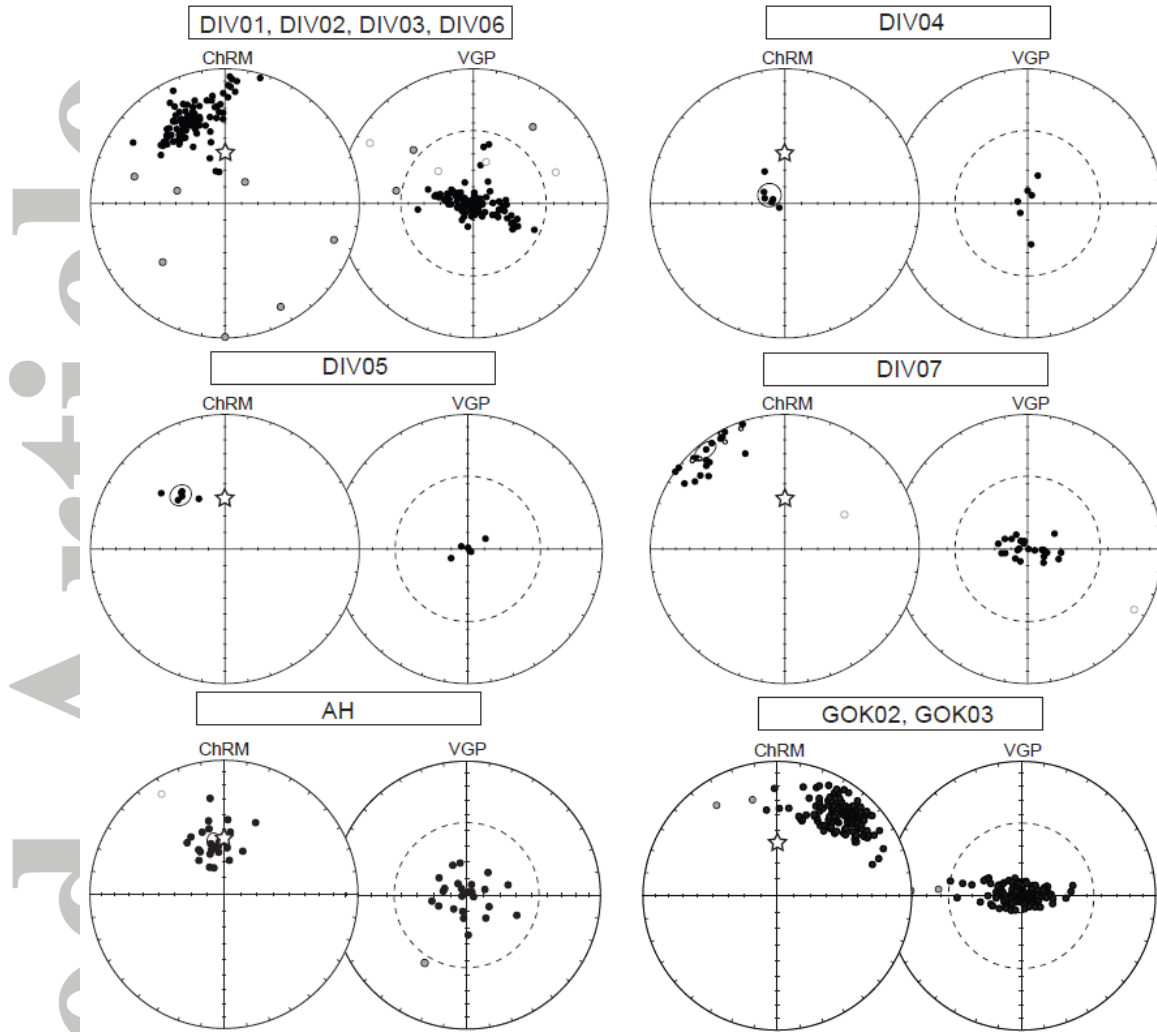 DIV01, DIV02, DIV03, DIV06
DIV04
ChRM VGP
ChRM VGP
DIV05
DIV07
ChRM VGP
ChRM VGP
AH
GOK02, GOK03
ChRM VGP
ChRM VGP